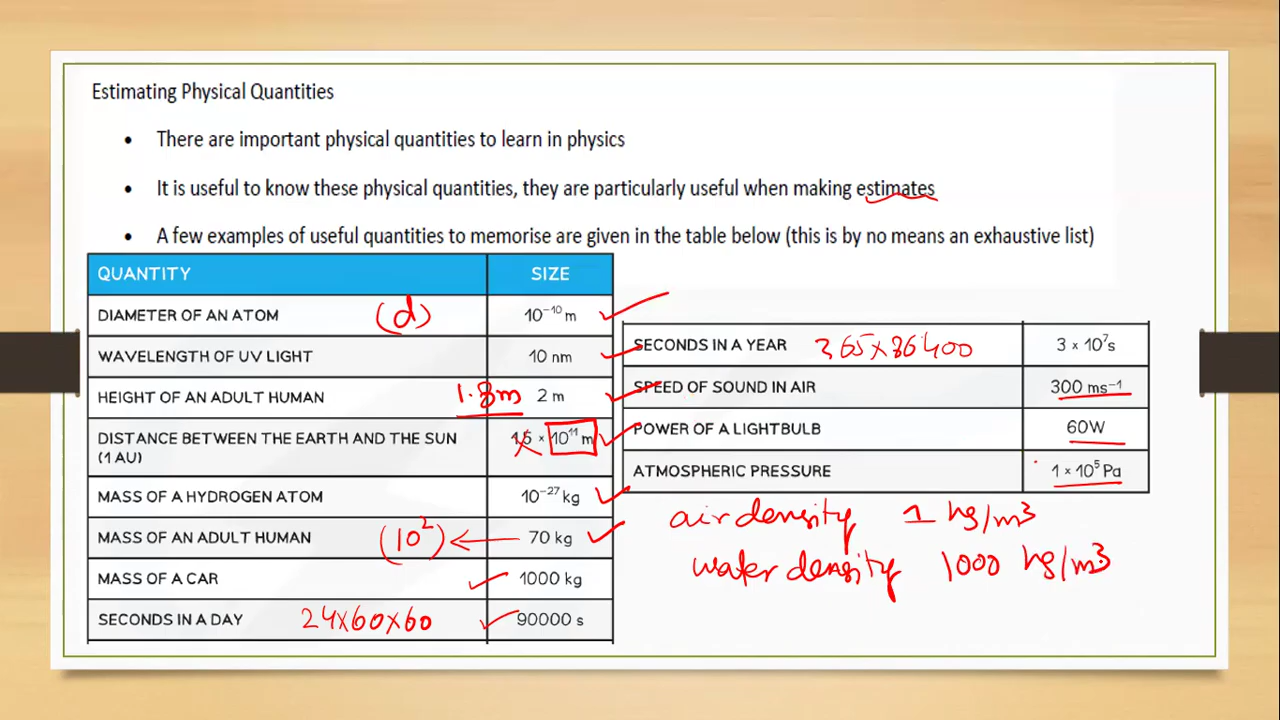 Estimating Physical Quantities
• There are important physical quantities to learn in physics
• It is useful to know these physical quantities, they are particularly useful when making estimates
• A few examples of useful quantities to memorise are given in the table below (this is by no means an exhaustive list)
QUANTITY SIZE
DIAMETER OF AN ATOM (d) 10⁻¹⁰ m
WAVELENGTH OF UV LIGHT 10 nm
HEIGHT OF AN ADULT HUMAN 1.8m 2 m
DISTANCE BETWEEN THE EARTH AND THE SUN 1.5 × 10¹¹ m
(1 AU)
MASS OF A HYDROGEN ATOM 10⁻²⁷ kg
MASS OF AN ADULT HUMAN (10²) ← 70 kg
MASS OF A CAR 1000 kg
SECONDS IN A DAY 24x60x60 90000 s
SECONDS IN A YEAR 365x86400 3 × 10⁷s
SPEED OF SOUND IN AIR 300 ms⁻¹
POWER OF A LIGHTBULB 60W
ATMOSPHERIC PRESSURE 1 × 10⁵ Pa
air density 1 kg/m³
water density 1000 kg/m³